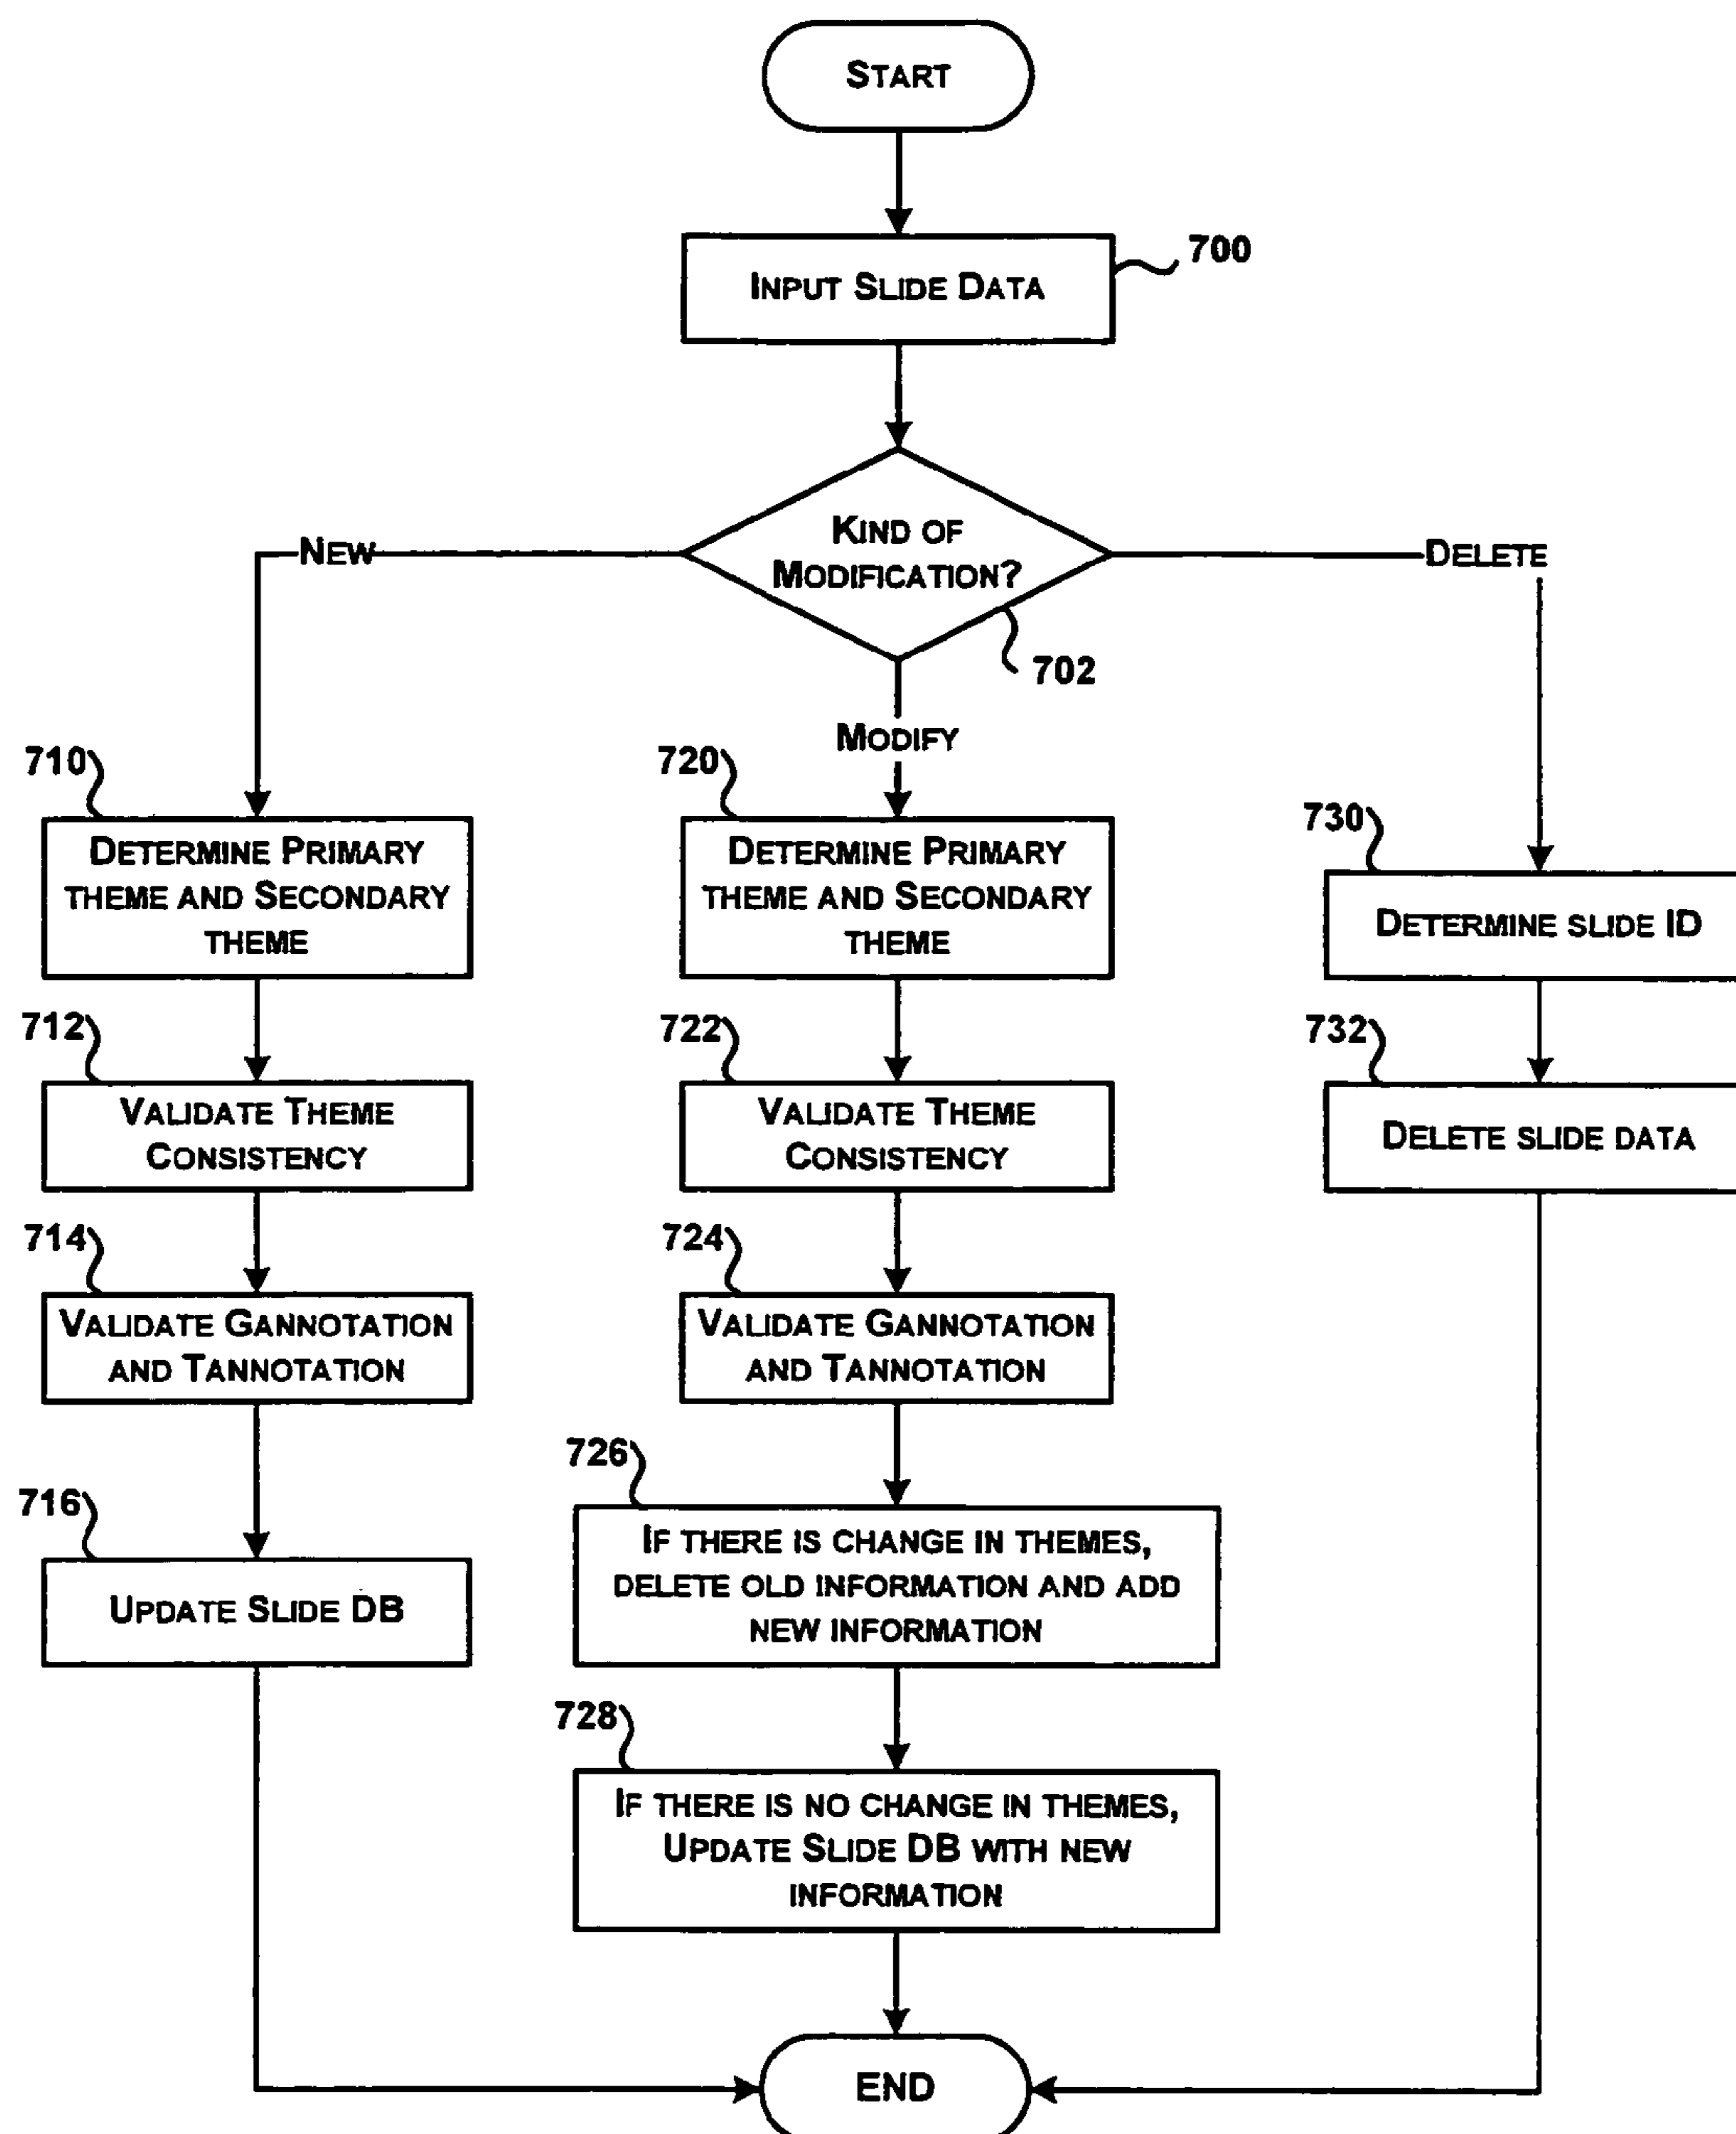 START
INPUT SLIDE DATA
700
KIND OF
MODIFICATION?
702
NEW
MODIFY
DELETE
710
DETERMINE PRIMARY
THEME AND SECONDARY
THEME
712
VALIDATE THEME
CONSISTENCY
714
VALIDATE GANNOTATION
AND TANNOTATION
716
UPDATE SLIDE DB
720
DETERMINE PRIMARY
THEME AND SECONDARY
THEME
722
VALIDATE THEME
CONSISTENCY
724
VALIDATE GANNOTATION
AND TANNOTATION
726
IF THERE IS CHANGE IN THEMES,
DELETE OLD INFORMATION AND ADD
NEW INFORMATION
728
IF THERE IS NO CHANGE IN THEMES,
UPDATE SLIDE DB WITH NEW
INFORMATION
730
DETERMINE SLIDE ID
732
DELETE SLIDE DATA
END